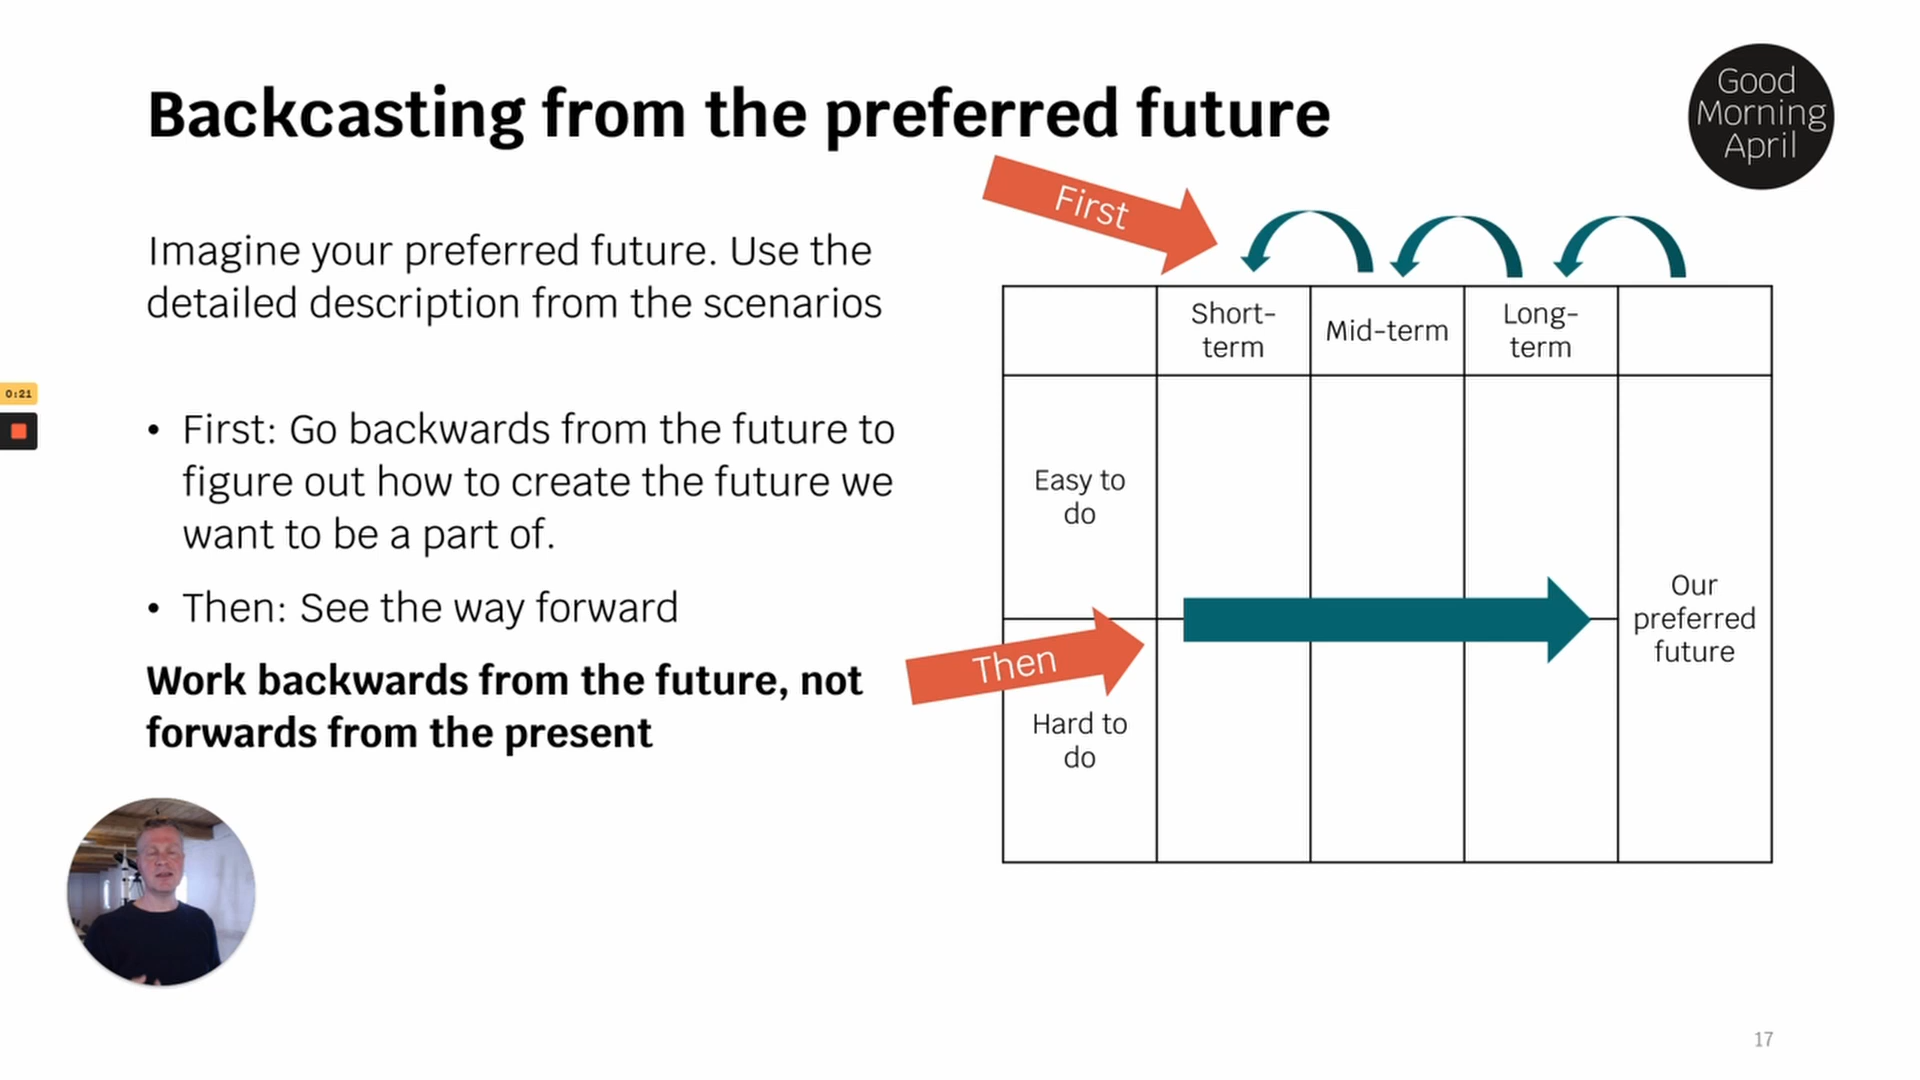 Backcasting from the preferred future
Good
Morning
April
Imagine your preferred future. Use the
detailed description from the scenarios
• First: Go backwards from the future to
figure out how to create the future we
want to be a part of.
• Then: See the way forward
Work backwards from the future, not
forwards from the present
0:21
First
Short-
term
Mid-term
Long-
term
Easy to
do
Our
preferred
future
Then
Hard to
do
17